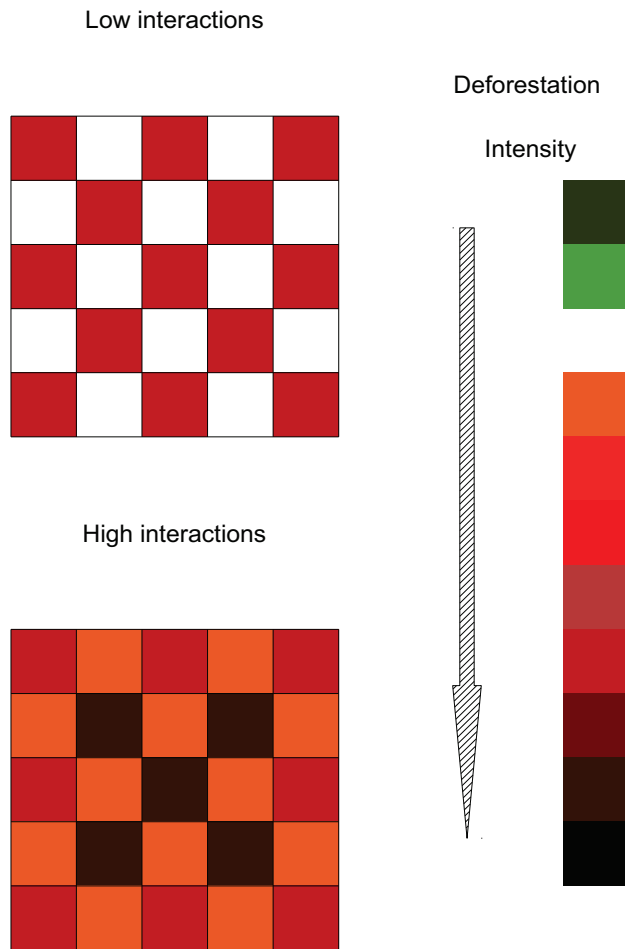 Low interactions
Deforestation
Intensity
High interactions